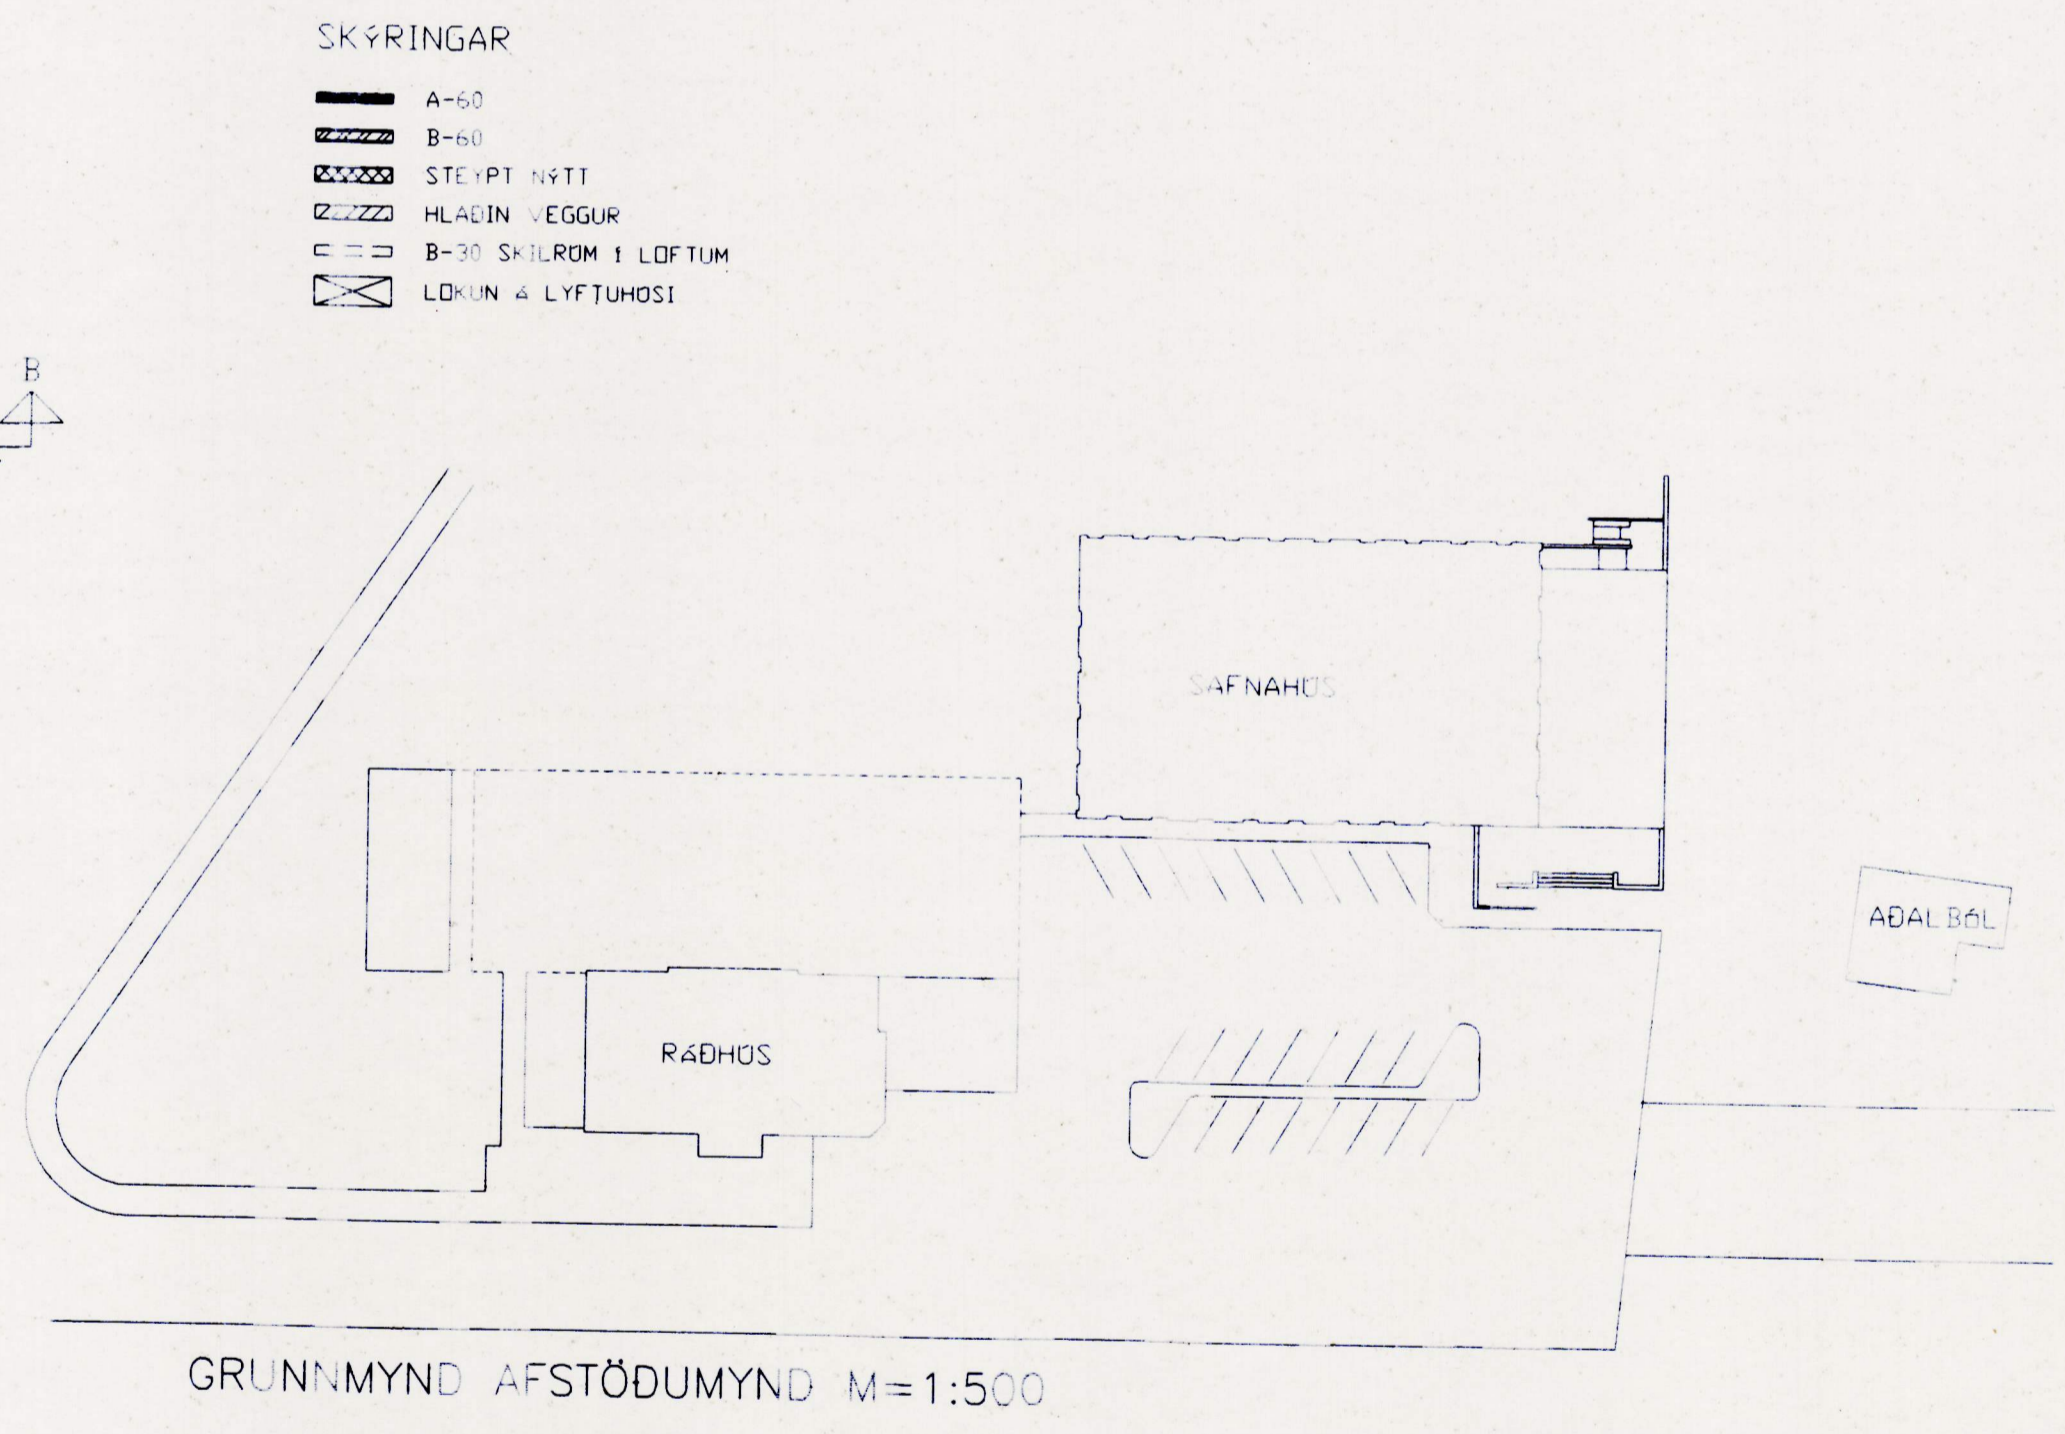 SKÝRINGAR
A-60
B-60
STEYPT NÝTT
HLAÐIN VEGGUR
B-30 SKILRÚM Í LOFTUM
LOKUN Á LYFTUHÚSI
B
SAFNAHÚS
AÐALBÓL
RÁÐHÚS
GRUNNMYND AFSTÖÐUMYND M=1:500